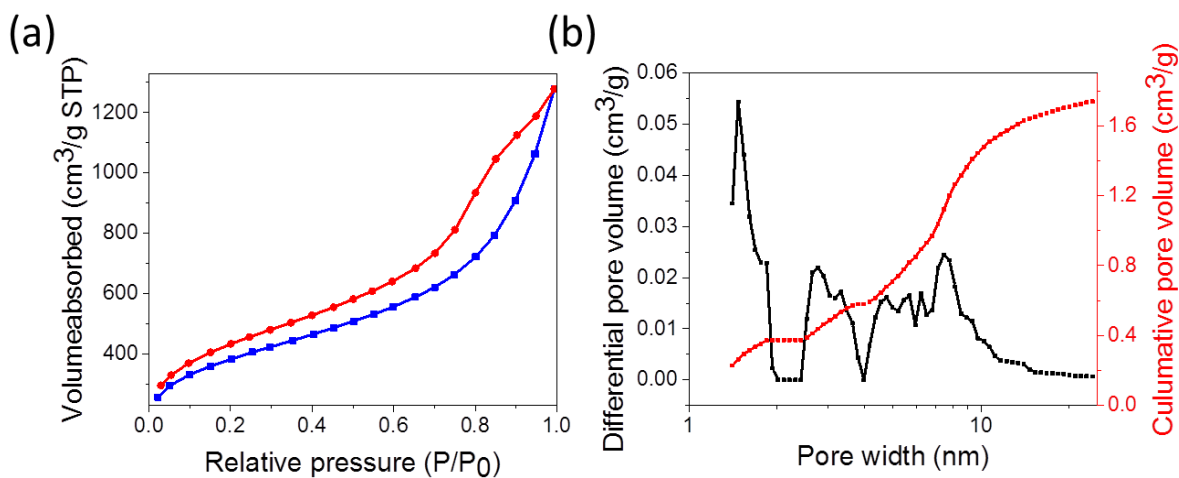 (a)
Volumeabsorbed (cm3/g STP)
1200
1000
800
600
400
0.0 0.2 0.4 0.6 0.8 1.0
Relative pressure (P/P0)
(b)
Differential pore volume (cm3/g)
0.06
0.05
0.04
0.03
0.02
0.01
0.00
1 10
Pore width (nm)
1.6
1.2
0.8
0.4
0.0
Culumative pore volume (cm3/g)